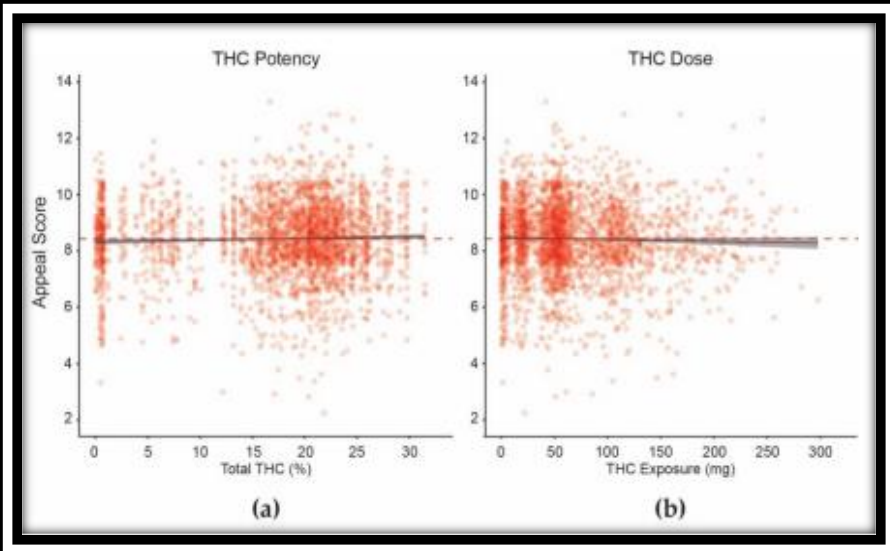 THC Potency
14
12
10
8
6
4
2
Appeal Score
0 5 10 15 20 25 30
Total THC (%)
(a)
THC Dose
14
12
10
8
6
4
2
0 50 100 150 200 250 300
THC Exposure (mg)
(b)